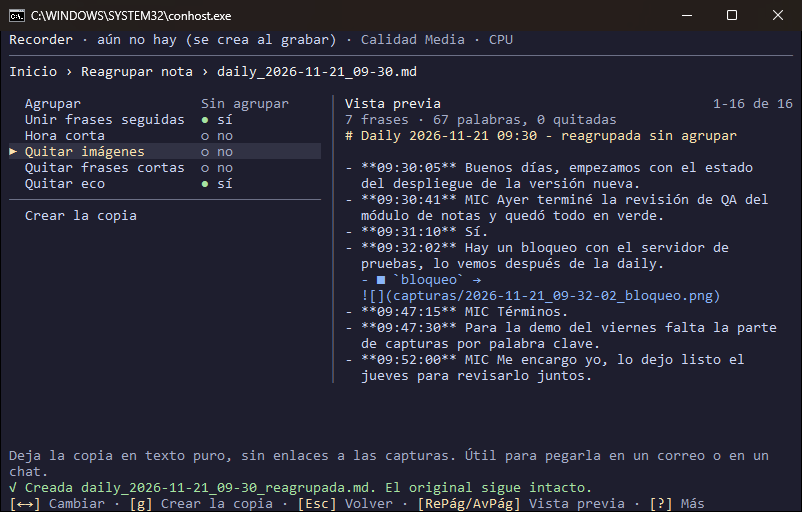 C:\WINDOWS\SYSTEM32\conhost.exe
Recorder · aún no hay (se crea al grabar) · Calidad Media · CPU
Inicio › Reagrupar nota › daily_2026-11-21_09-30.md
Agrupar Sin agrupar
Unir frases seguidas ● sí
Hora corta o no
► Quitar imágenes o no
Quitar frases cortas o no
Quitar eco ● sí
Crear la copia
Vista previa 1-16 de 16
7 frases · 67 palabras, 0 quitadas
# Daily 2026-11-21 09:30 - reagrupada sin agrupar
- **09:30:05** Buenos días, empezamos con el estado
del despliegue de la versión nueva.
- **09:30:41** MIC Ayer terminé la revisión de QA del
módulo de notas y quedó todo en verde.
- **09:31:10** Sí.
- **09:32:02** Hay un bloqueo con el servidor de
pruebas, lo vemos después de la daily.
- ■ `bloqueo` →
![](capturas/2026-11-21_09-32-02_bloqueo.png)
- **09:47:15** MIC Términos.
- **09:47:30** Para la demo del viernes falta la parte
de capturas por palabra clave.
- **09:52:00** MIC Me encargo yo, lo dejo listo el
jueves para revisarlo juntos.
Deja la copia en texto puro, sin enlaces a las capturas. Útil para pegarla en un correo o en un
chat.
√ Creada daily_2026-11-21_09-30_reagrupada.md. El original sigue intacto.
[↔] Cambiar · [g] Crear la copia · [Esc] Volver · [RePág/AvPág] Vista previa · [?] Más